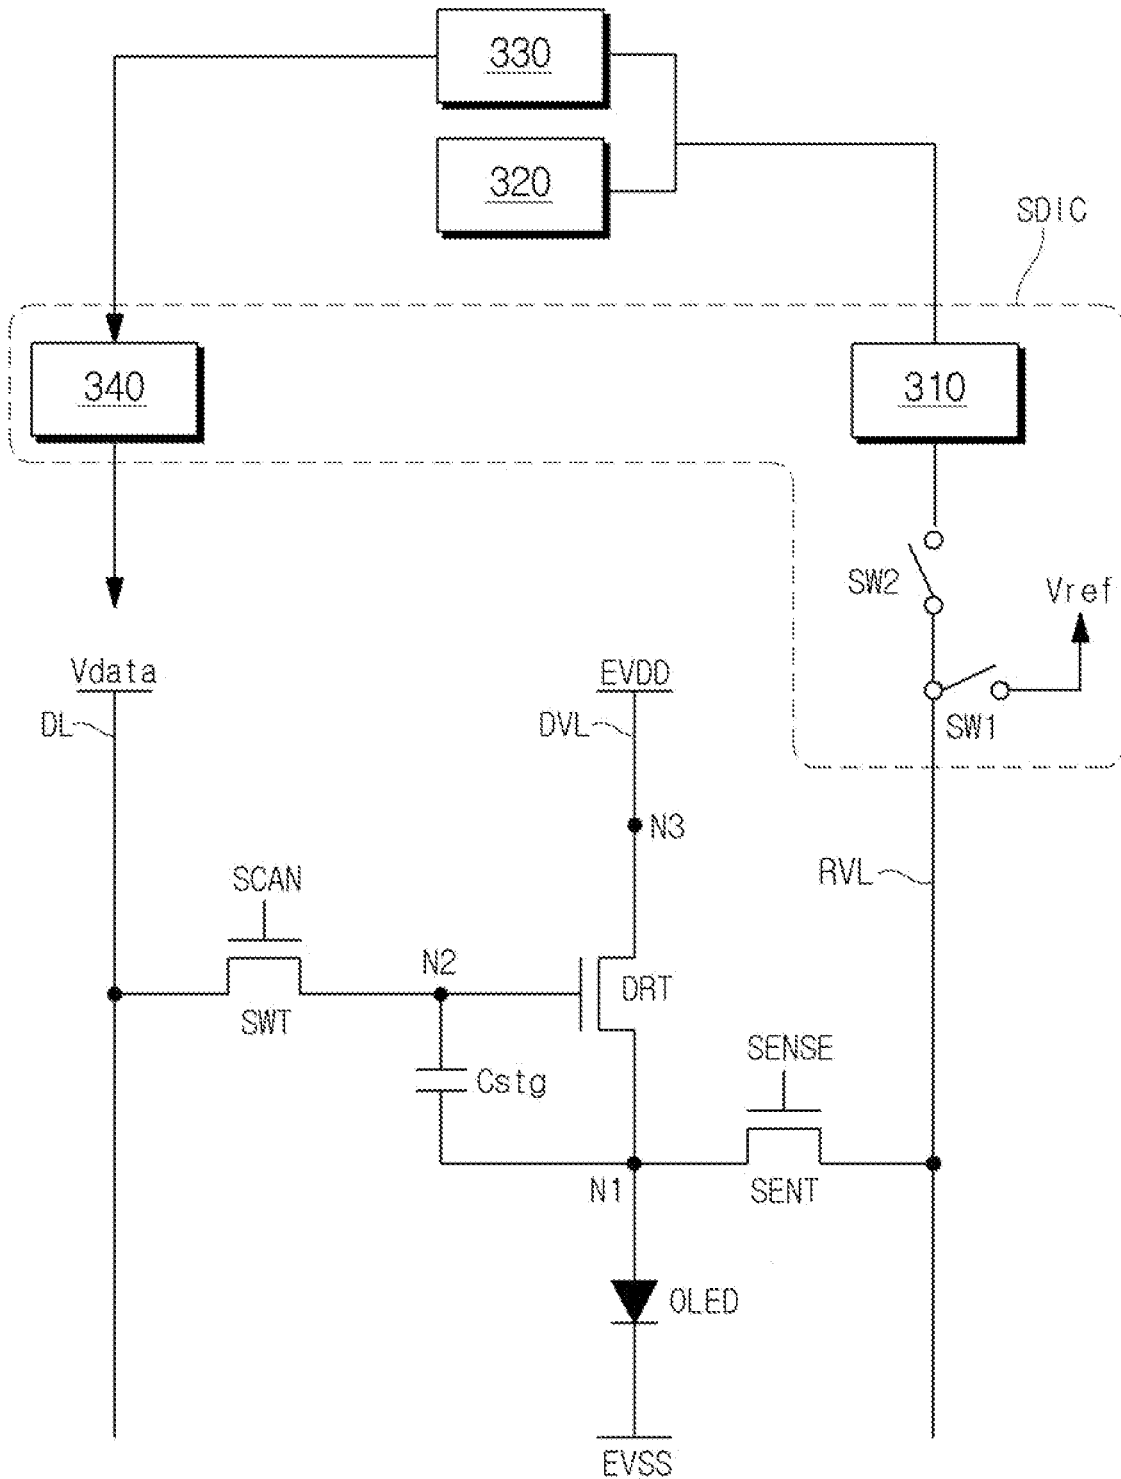 330
320
SDIC
340
310
SW2
Vref
Vdata
EVDD
DL
DVL
SW1
N3
RVL
SCAN
N2
DRT
SWT
SENSE
Cstg
N1
SENT
OLED
EVSS